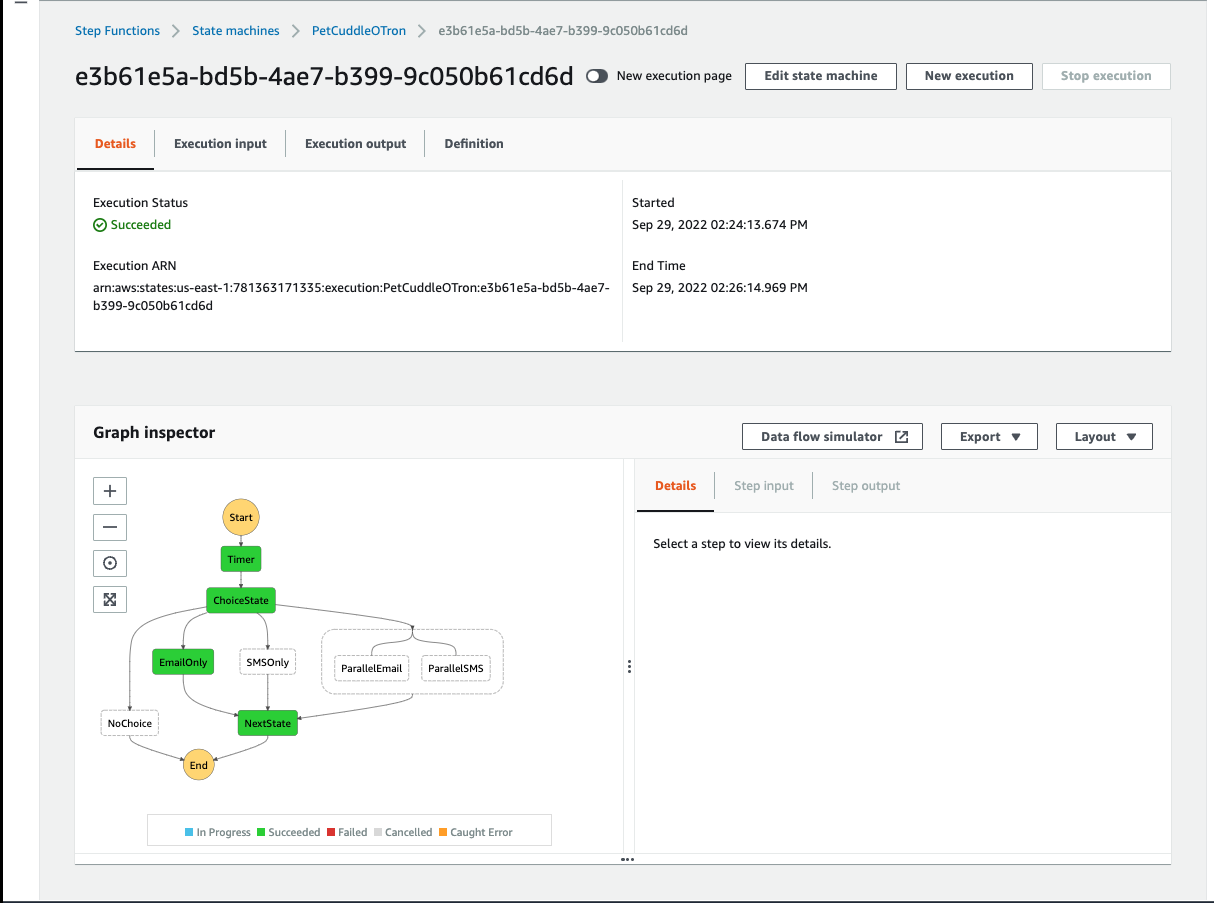 Step Functions > State machines > PetCuddleOTron > e3b61e5a-bd5b-4ae7-b399-9c050b61cd6d
e3b61e5a-bd5b-4ae7-b399-9c050b61cd6d New execution page Edit state machine New execution Stop execution
Details Execution input Execution output Definition
Execution Status
Succeeded
Started
Sep 29, 2022 02:24:13.674 PM
Execution ARN
arn:aws:states:us-east-1:781363171335:execution:PetCuddleOTron:e3b61e5a-bd5b-4ae7-
b399-9c050b61cd6d
End Time
Sep 29, 2022 02:26:14.969 PM
Graph inspector Data flow simulator Export Layout
Start
Timer
ChoiceState
EmailOnly SMSOnly ParallelEmail ParallelSMS
NoChoice NextState
End
In Progress Succeeded Failed Cancelled Caught Error
Details Step input Step output
Select a step to view its details.